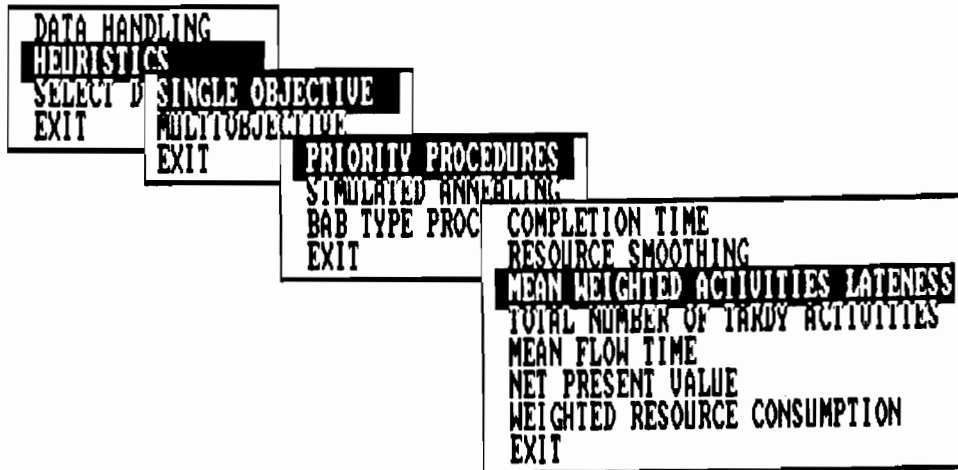 DATA HANDLING
HEURISTICS
SELECT D
EXIT
SINGLE OBJECTIVE
MULTIOBJECTIVE
EXIT
PRIORITY PROCEDURES
SIMULATED ANNEALING
BAB TYPE PROC
EXIT
COMPLETION TIME
RESOURCE SMOOTHING
MEAN WEIGHTED ACTIVITIES LATENESS
TOTAL NUMBER OF TARDY ACTIVITIES
MEAN FLOW TIME
NET PRESENT VALUE
WEIGHTED RESOURCE CONSUMPTION
EXIT